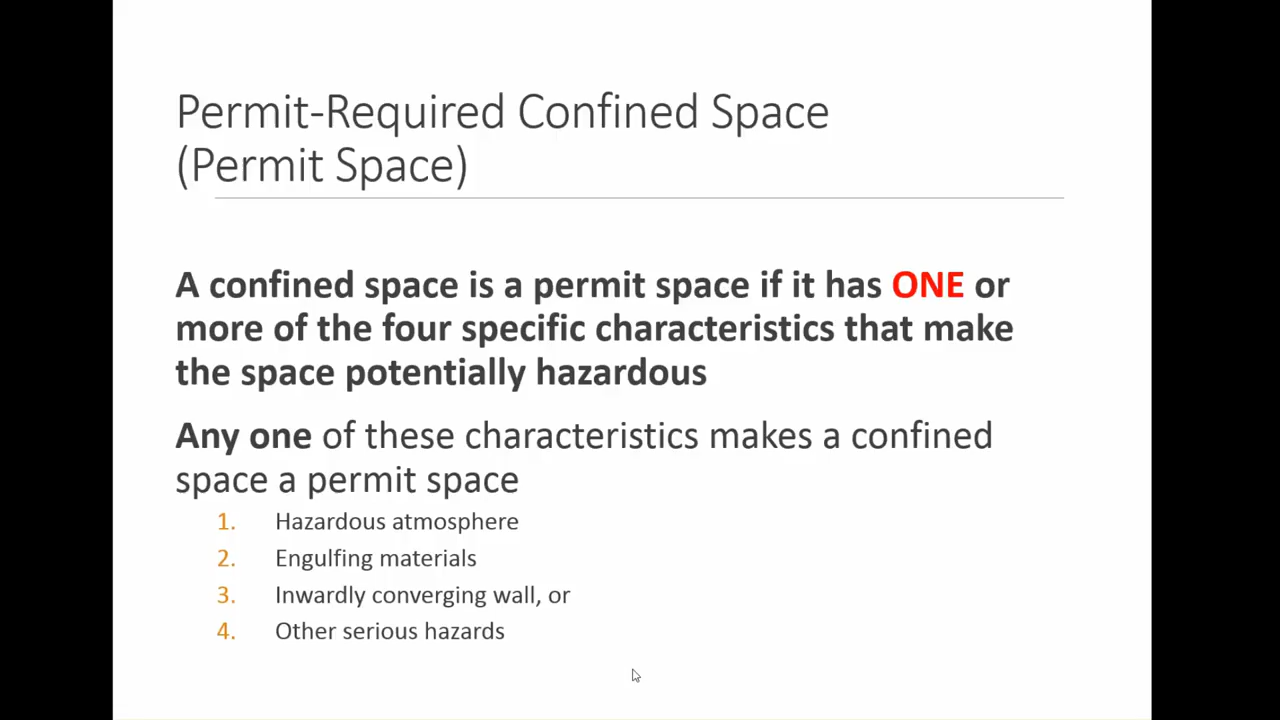 Permit-Required Confined Space
(Permit Space)
A confined space is a permit space if it has ONE or
more of the four specific characteristics that make
the space potentially hazardous
Any one of these characteristics makes a confined
space a permit space
1. Hazardous atmosphere
2. Engulfing materials
3. Inwardly converging wall, or
4. Other serious hazards